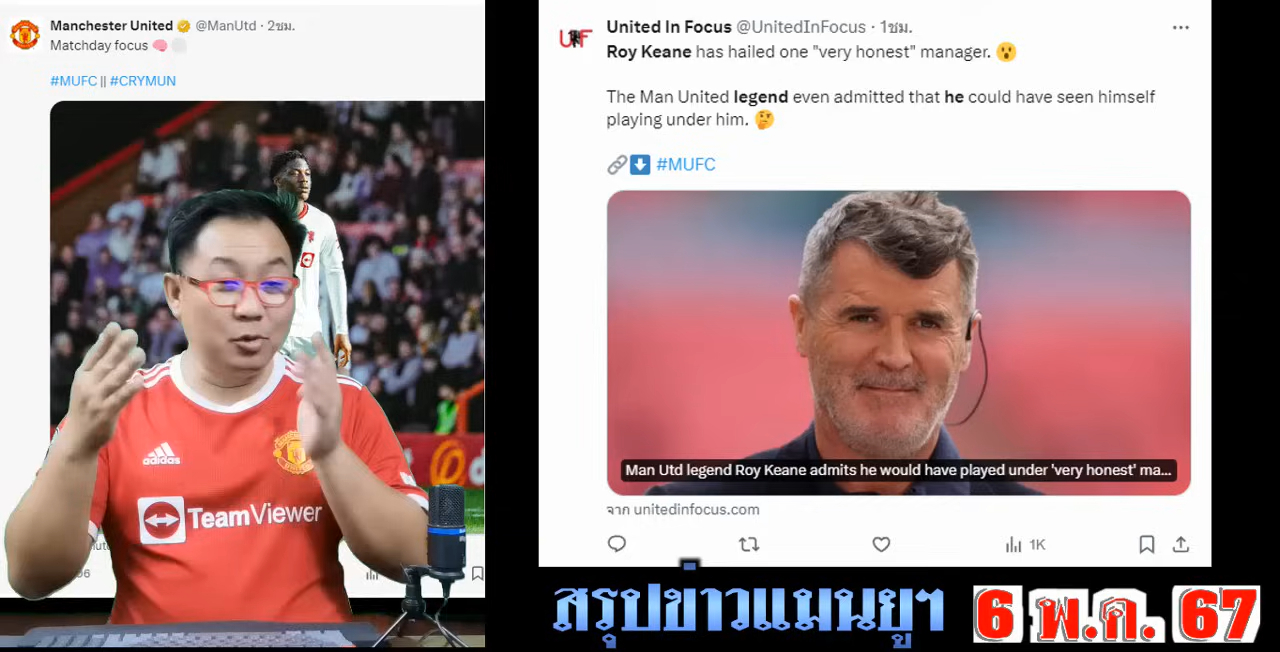 Manchester United @ManUtd · 2ชม.
Matchday focus
#MUFC || #CRYMUN
adidas
TeamViewer
United In Focus @UnitedInFocus · 1ชม.
Roy Keane has hailed one "very honest" manager.
The Man United legend even admitted that he could have seen himself
playing under him.
#MUFC
Man Utd legend Roy Keane admits he would have played under 'very honest' ma...
จาก unitedinfocus.com
1K
สรุปข่าวแมนยูฯ
6 พ.ค. 67